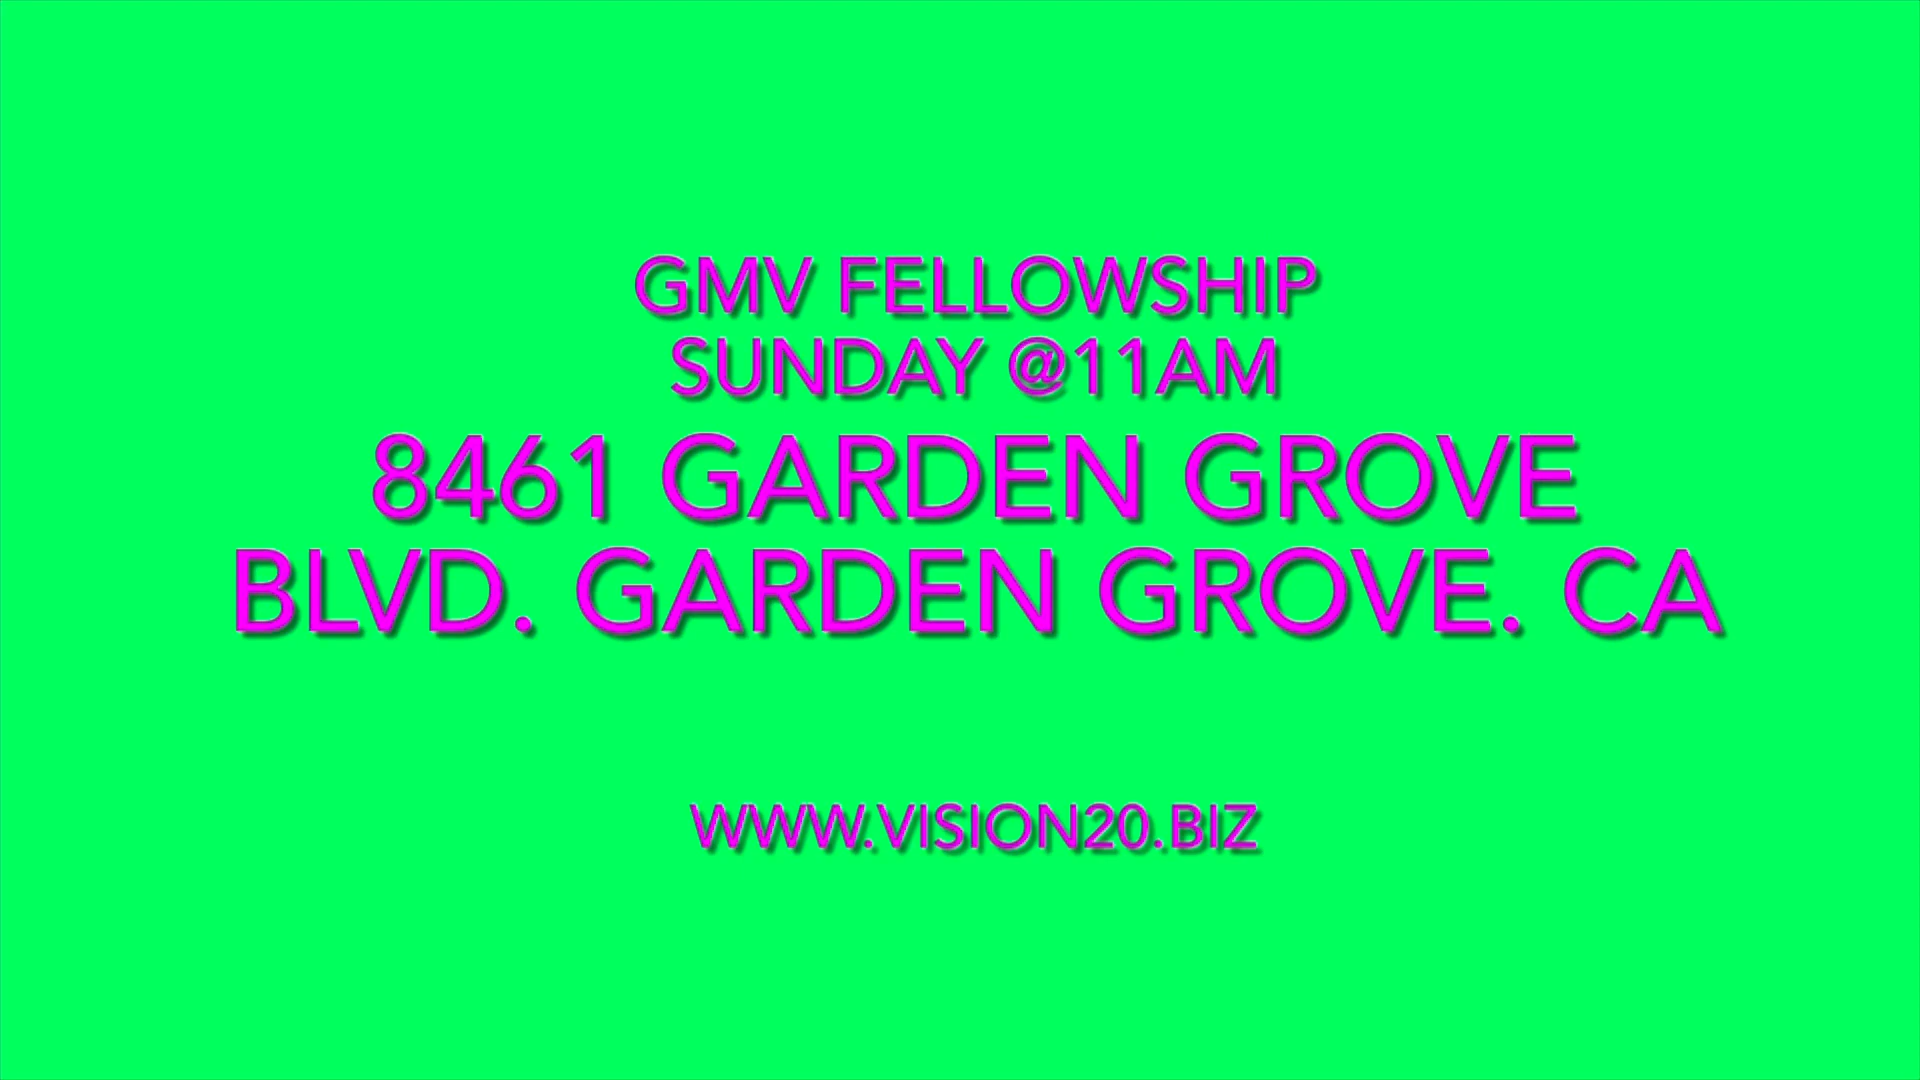 GMV FELLOWSHIP
SUNDAY @11AM
8461 GARDEN GROVE
BLVD. GARDEN GROVE. CA
WWW.VISION20.BIZ